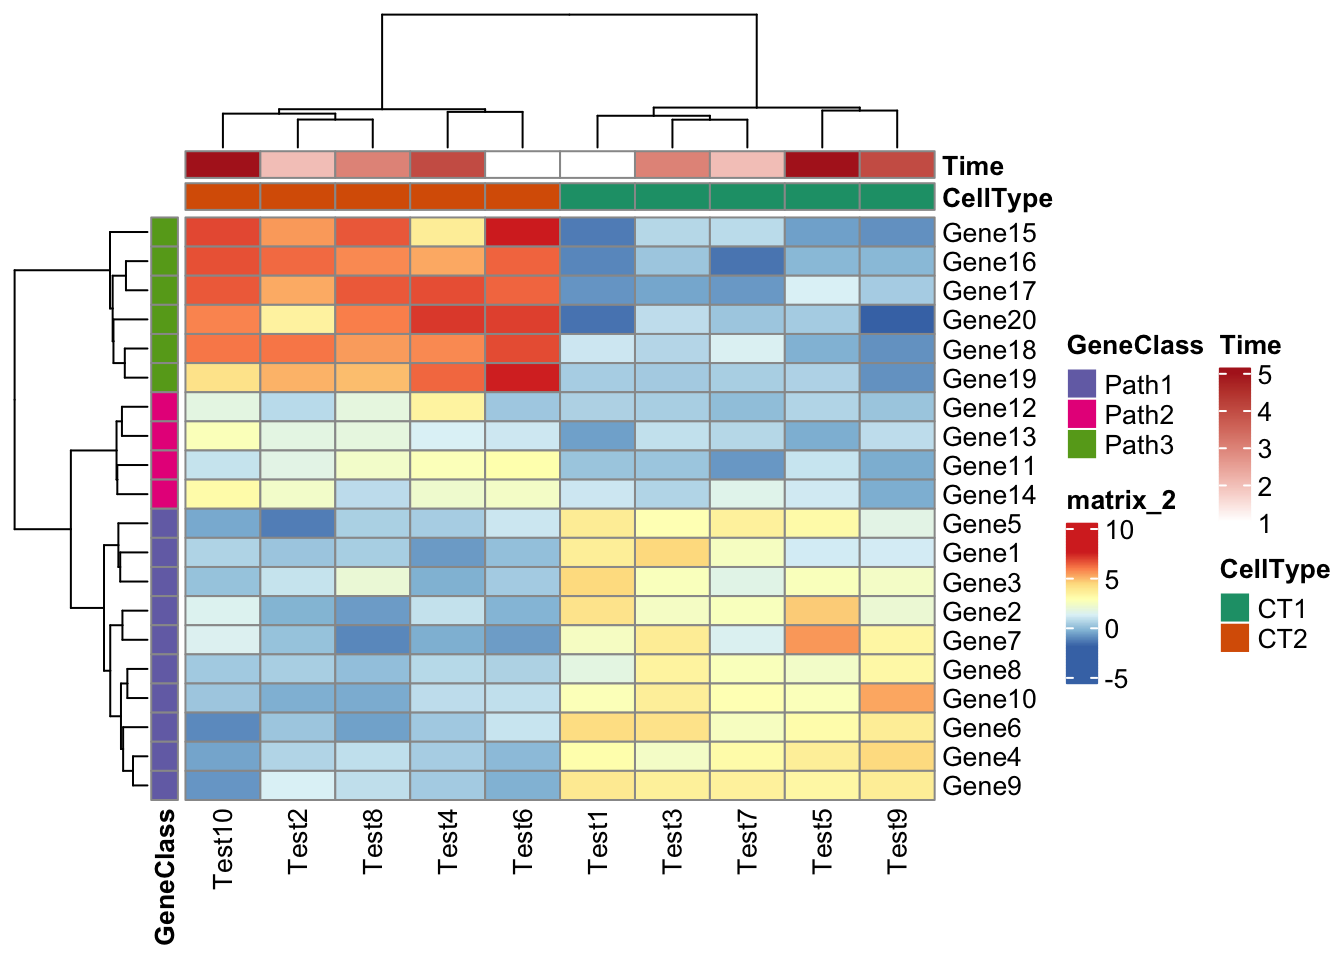 Time
CellType
Gene15
Gene16
Gene17
Gene20
Gene18
Gene19
Gene12
Gene13
Gene11
Gene14
Gene5
Gene1
Gene3
Gene2
Gene7
Gene8
Gene10
Gene6
Gene4
Gene9
GeneClass
Test10
Test2
Test8
Test4
Test6
Test1
Test3
Test7
Test5
Test9
GeneClass
Path1
Path2
Path3
matrix_2
10
5
0
-5
Time
5
4
3
2
1
CellType
CT1
CT2